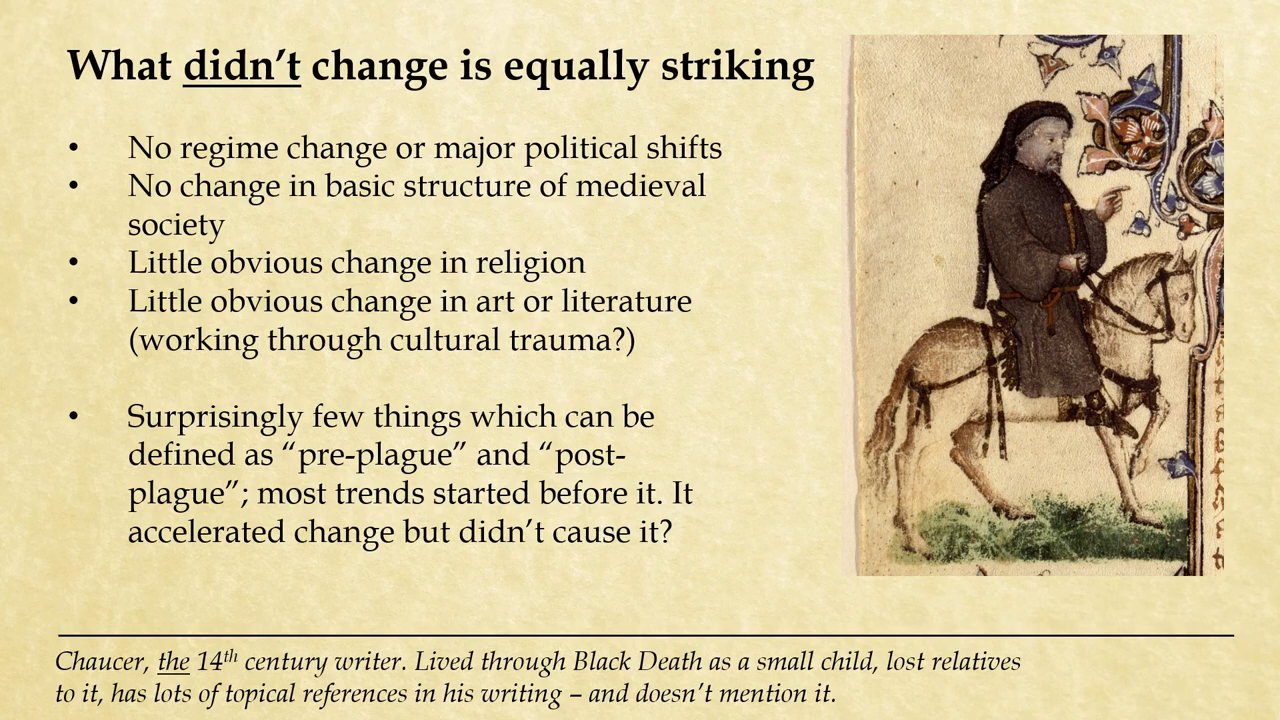 What didn’t change is equally striking
• No regime change or major political shifts
• No change in basic structure of medieval
society
• Little obvious change in religion
• Little obvious change in art or literature
(working through cultural trauma?)
• Surprisingly few things which can be
defined as “pre-plague” and “post-
plague”; most trends started before it. It
accelerated change but didn’t cause it?
Chaucer, the 14th century writer. Lived through Black Death as a small child, lost relatives
to it, has lots of topical references in his writing – and doesn’t mention it.